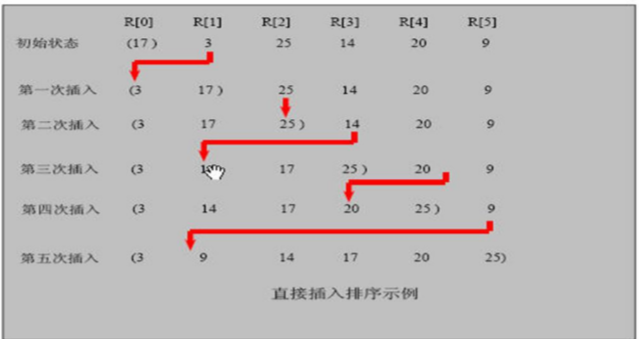 R[0] R[1] R[2] R[3] R[4] R[5]
初始状态 (17) 3 25 14 20 9
第一次插入 (3 17) 25 14 20 9
第二次插入 (3 17 25) 14 20 9
第三次插入 (3 17 25) 20 9
第四次插入 (3 14 17 20 25) 9
第五次插入 (3 9 14 17 20 25)
直接插入排序示例